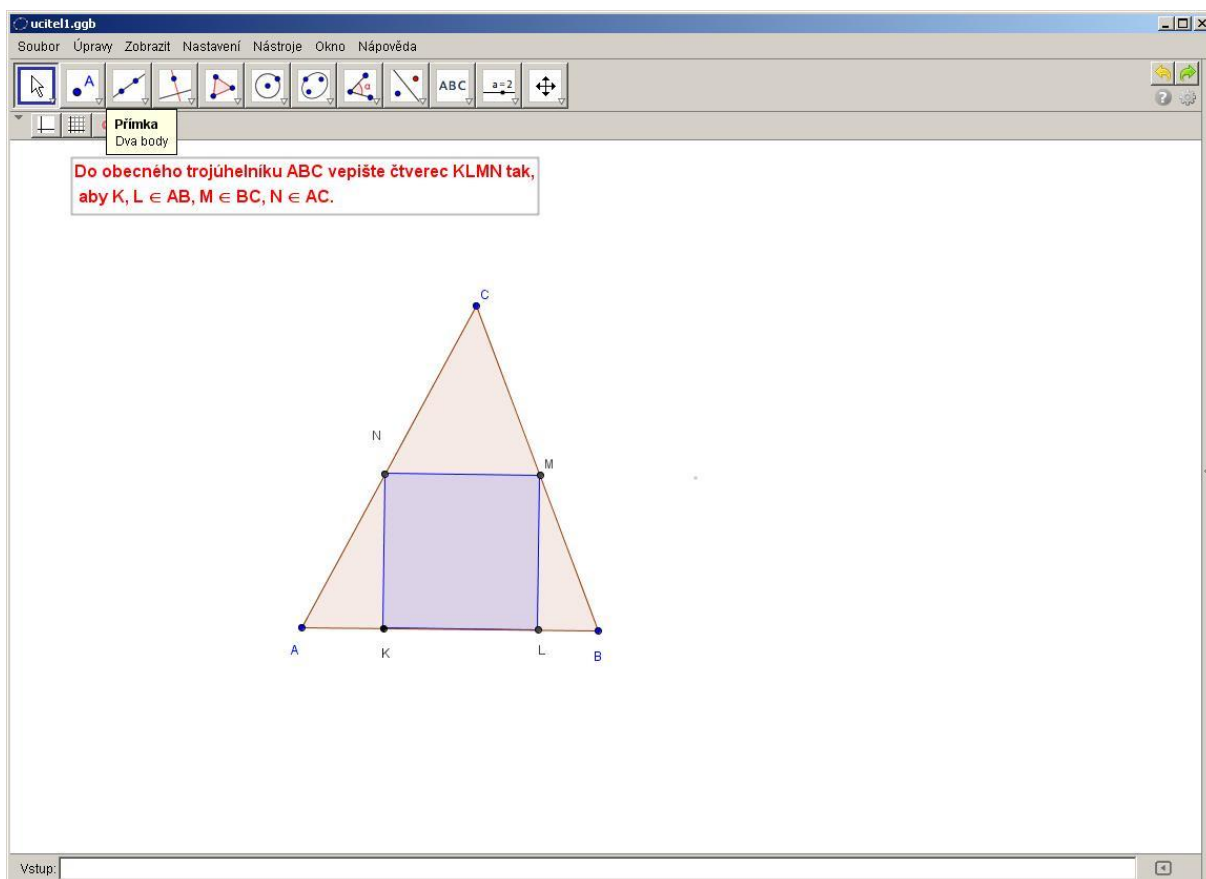 ucitel1.ggb
Soubor Úpravy Zobrazit Nastavení Nástroje Okno Nápověda
A
α
ABC
a=2
Přímka
Dva body
Do obecného trojúhelníku ABC vepište čtverec KLMN tak,
aby K, L ∈ AB, M ∈ BC, N ∈ AC.
C
N
M
A
K
L
B
Vstup: